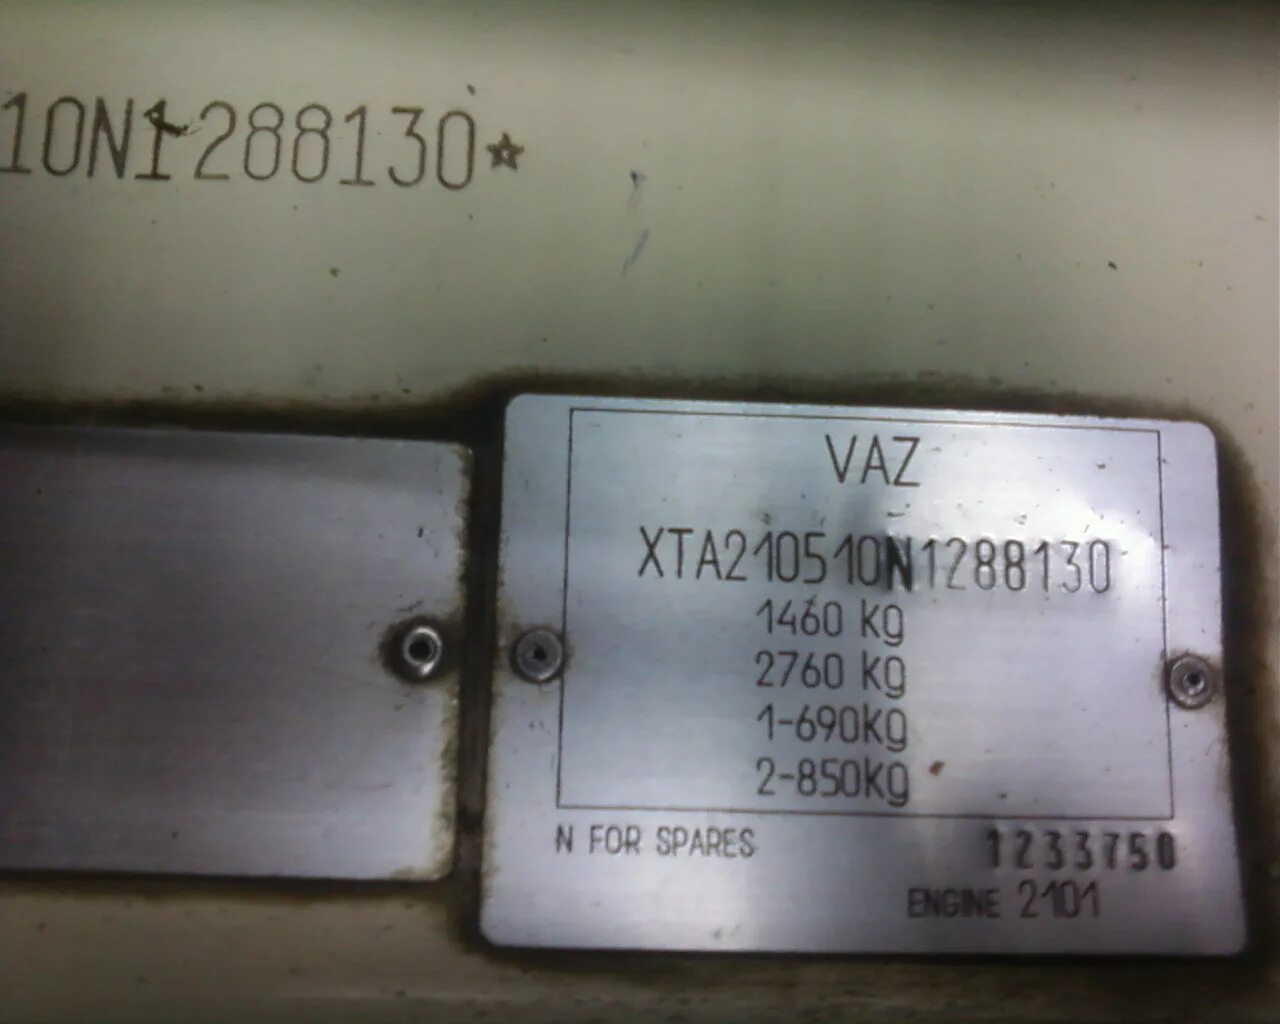 10N1288130★
VAZ
XTA210510N1288130
1460 kg
2760 kg
1-690kg
2-850kg
N FOR SPARES 1233750
ENGINE 2101